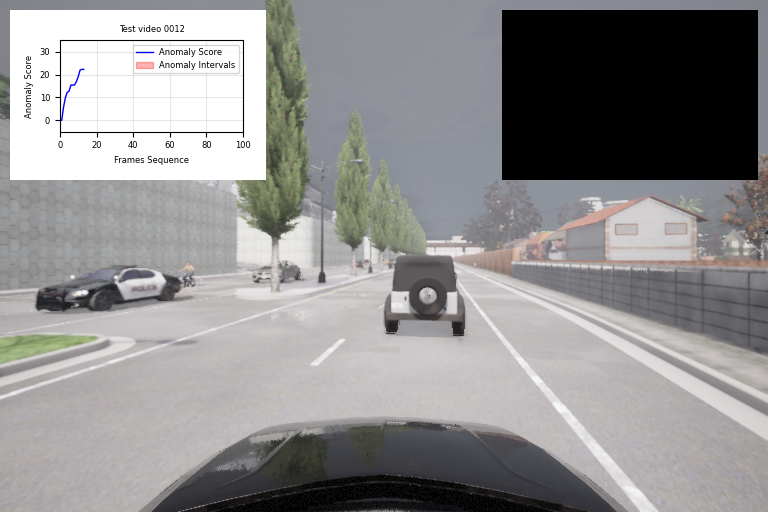 Test video 0012
Anomaly Score
Anomaly Intervals
Anomaly Score
30
20
10
0
0 20 40 60 80 100
Frames Sequence
POLICE